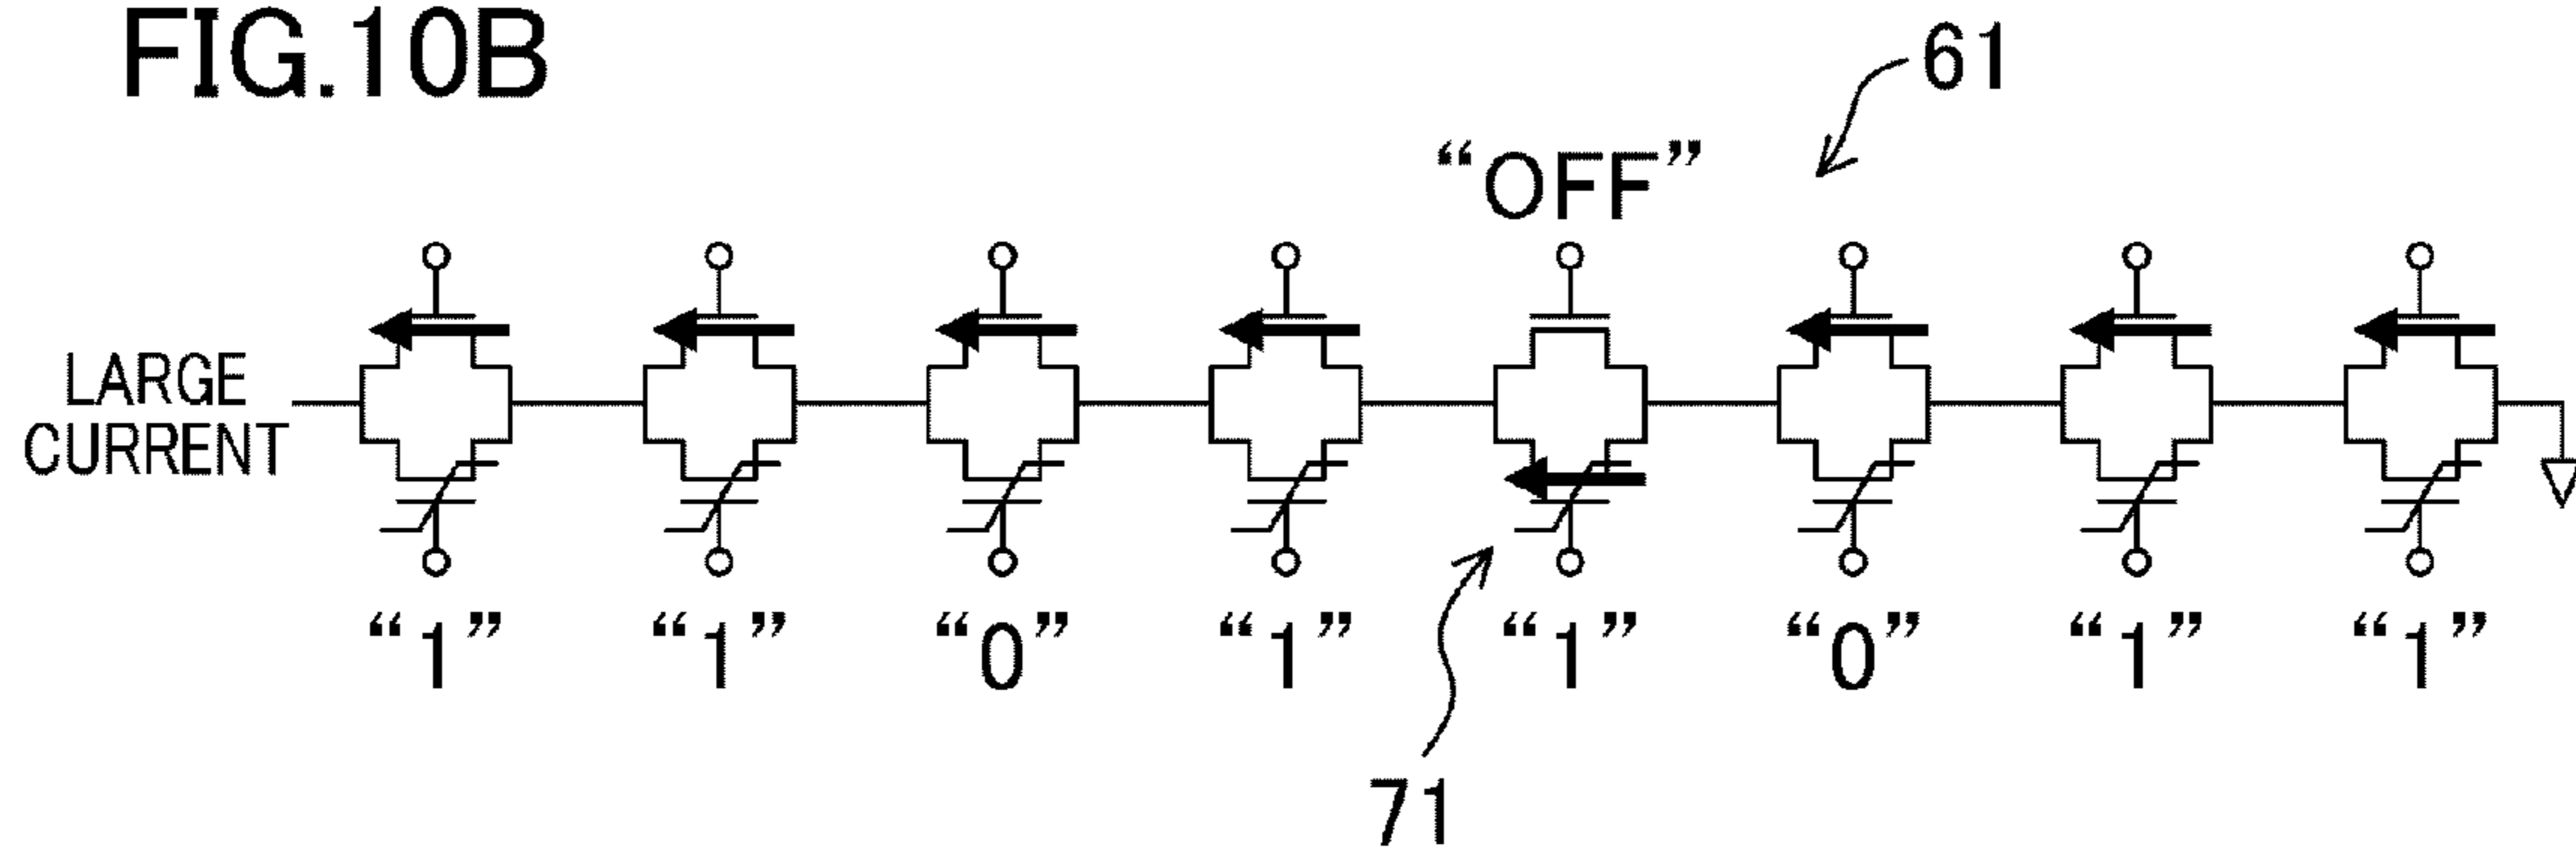 FIG.10B
61
“OFF”
LARGE
CURRENT
“1” “1” “0” “1” “1” “0” “1” “1”
71